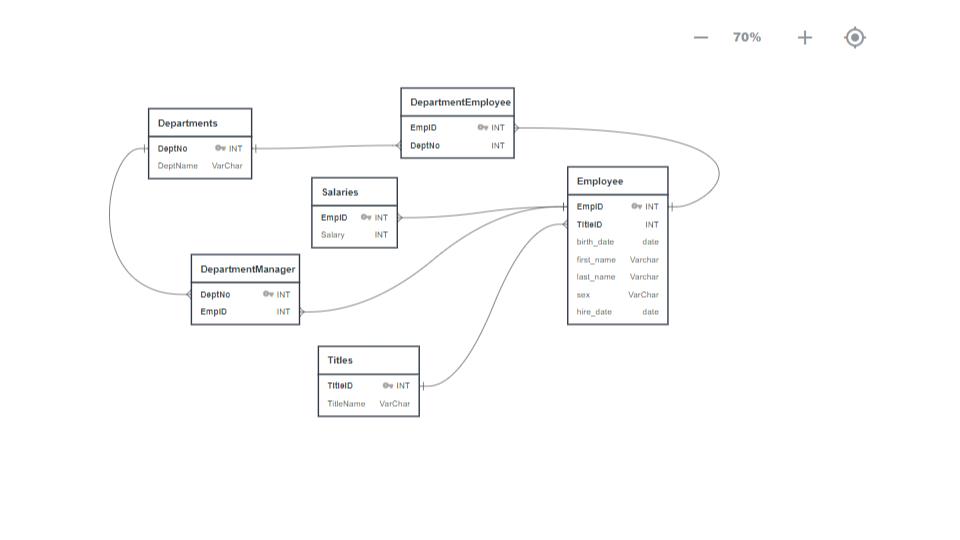 70%
DepartmentEmployee
EmpID INT
DeptNo INT
Departments
DeptNo INT
DeptName VarChar
Employee
EmpID INT
TitleID INT
birth_date date
first_name Varchar
last_name Varchar
sex VarChar
hire_date date
Salaries
EmpID INT
Salary INT
DepartmentManager
DeptNo INT
EmpID INT
Titles
TitleID INT
TitleName VarChar